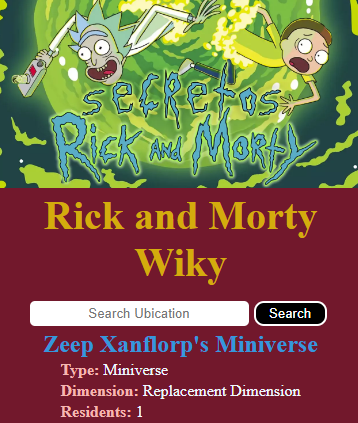 secretos
Rick and Morty
Rick and Morty
Wiky
Search Ubication
Search
Zeep Xanflorp's Miniverse
Type: Miniverse
Dimension: Replacement Dimension
Residents: 1